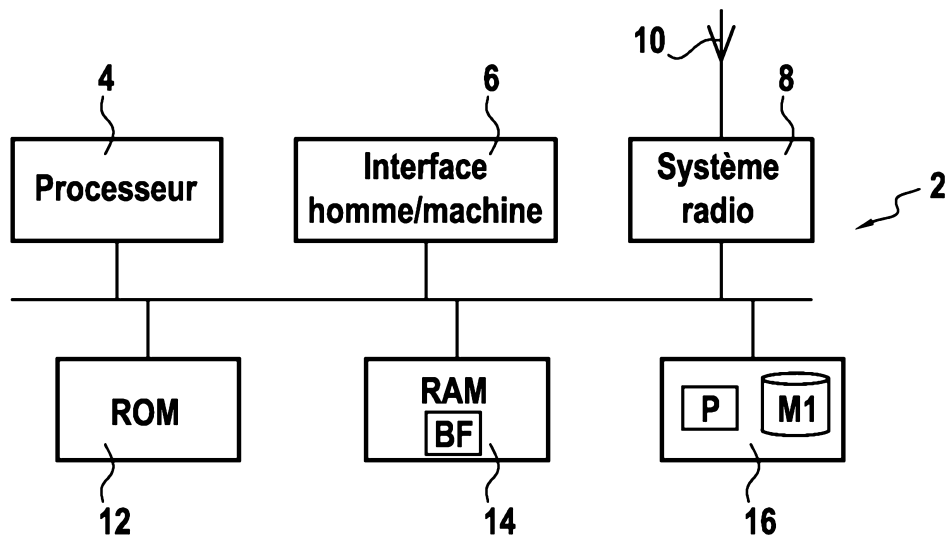 10
4
6
8
Processeur
Interface
homme/machine
Système
radio
2
ROM
RAM
BF
P
M1
12
14
16